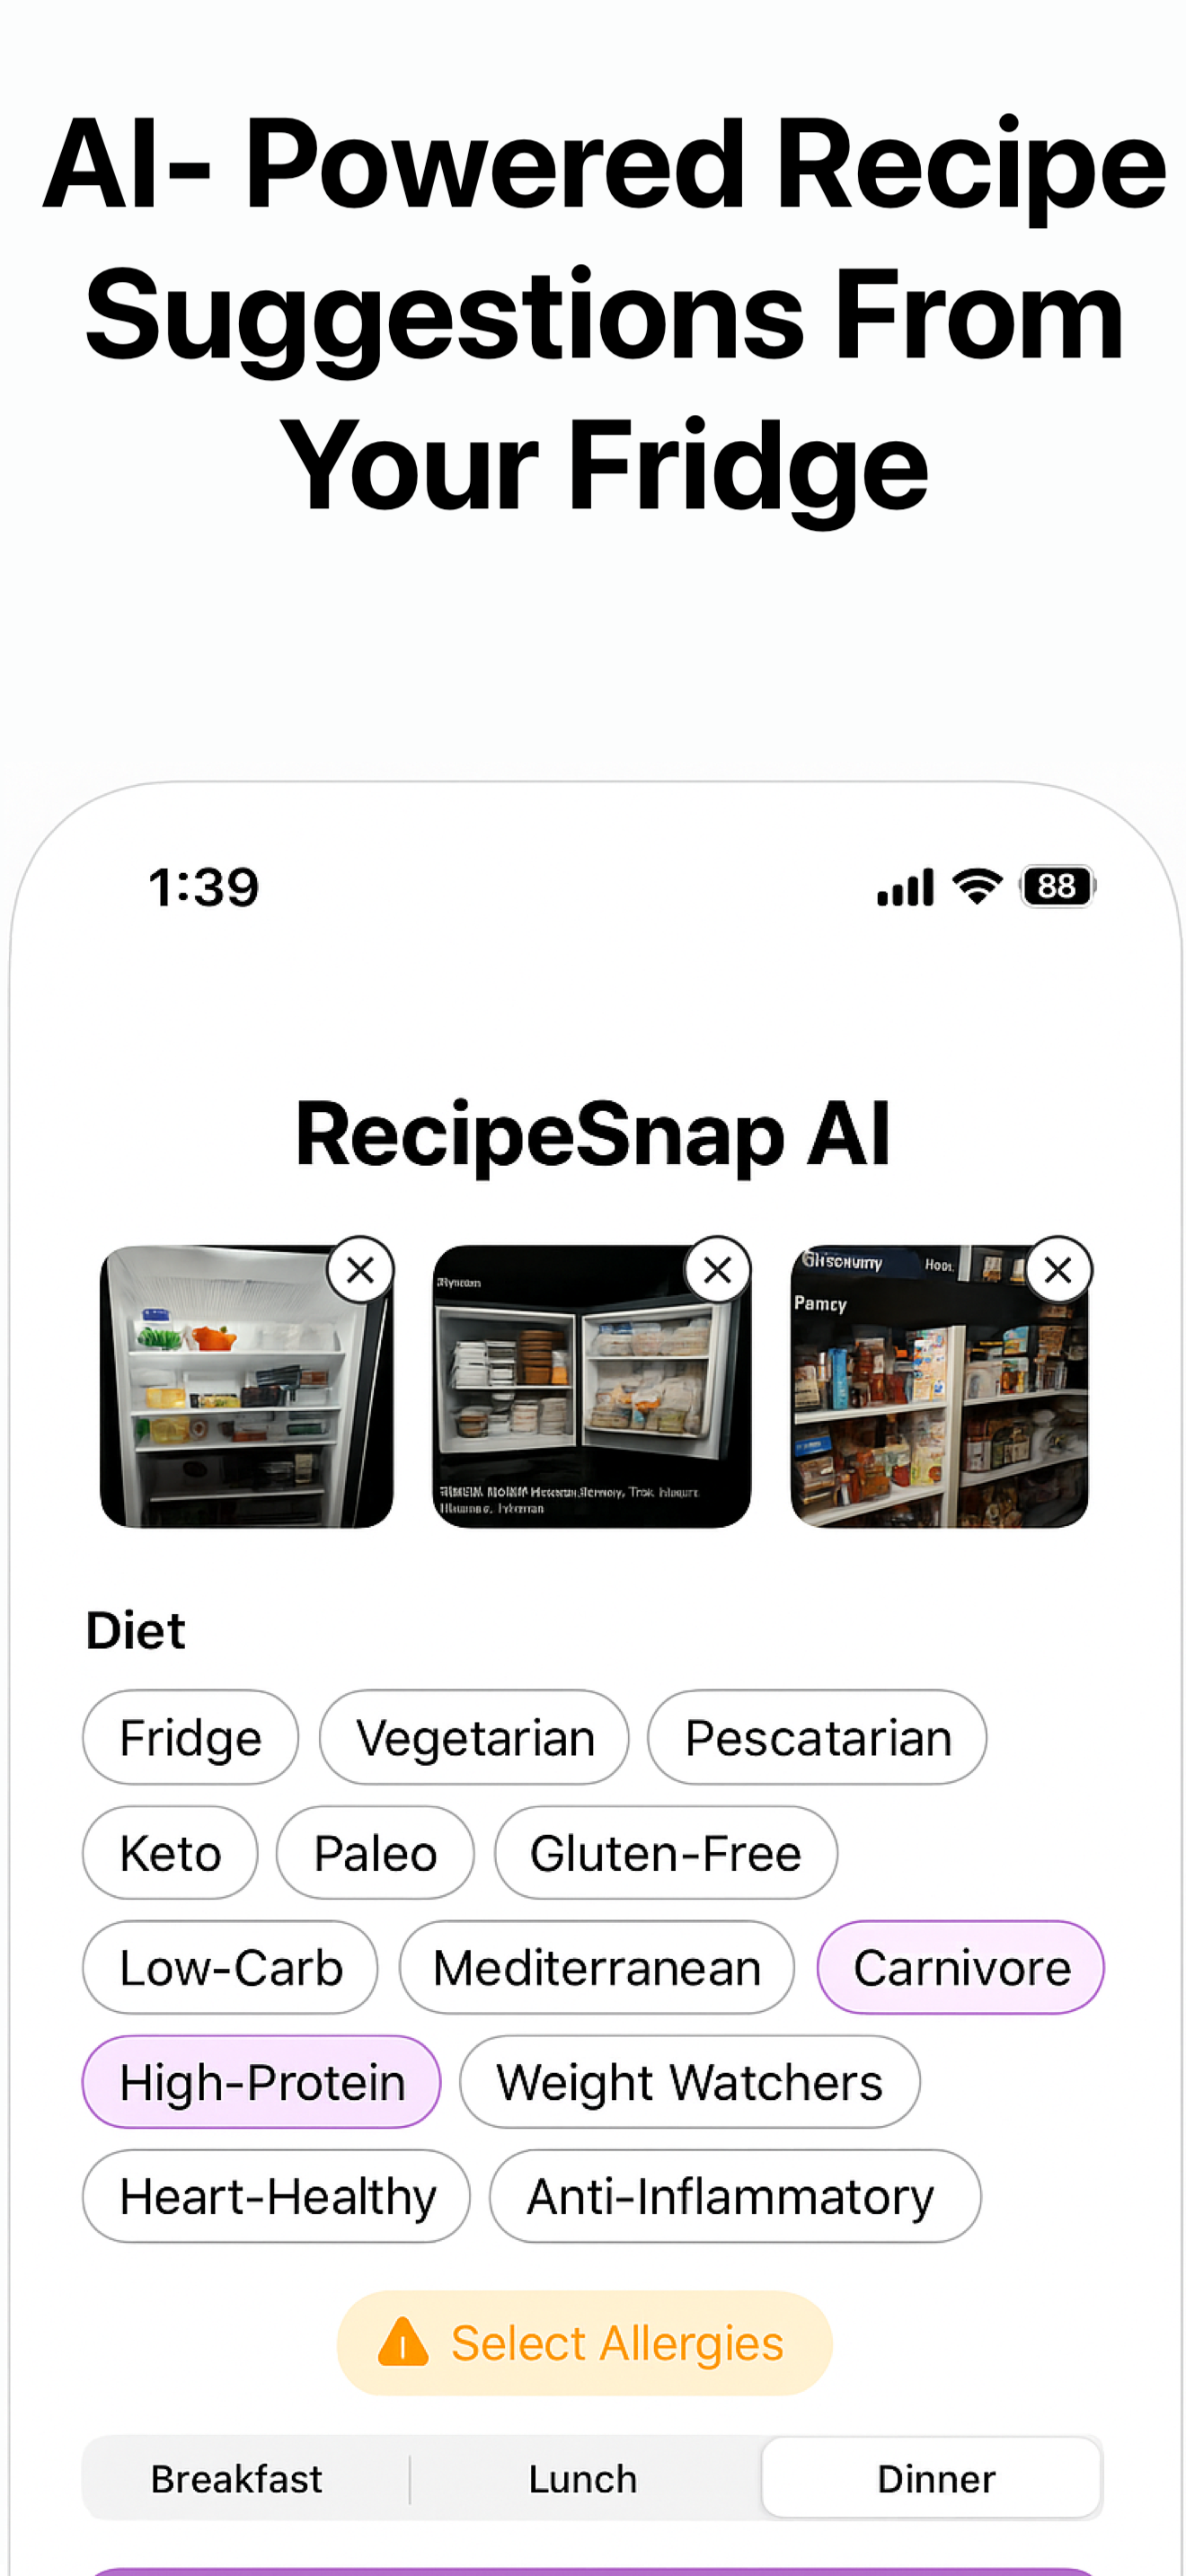 AI- Powered Recipe
Suggestions From
Your Fridge
1:39
88
RecipeSnap AI
Pamcy
Diet
Fridge Vegetarian Pescatarian
Keto Paleo Gluten-Free
Low-Carb Mediterranean Carnivore
High-Protein Weight Watchers
Heart-Healthy Anti-Inflammatory
Select Allergies
Breakfast Lunch Dinner